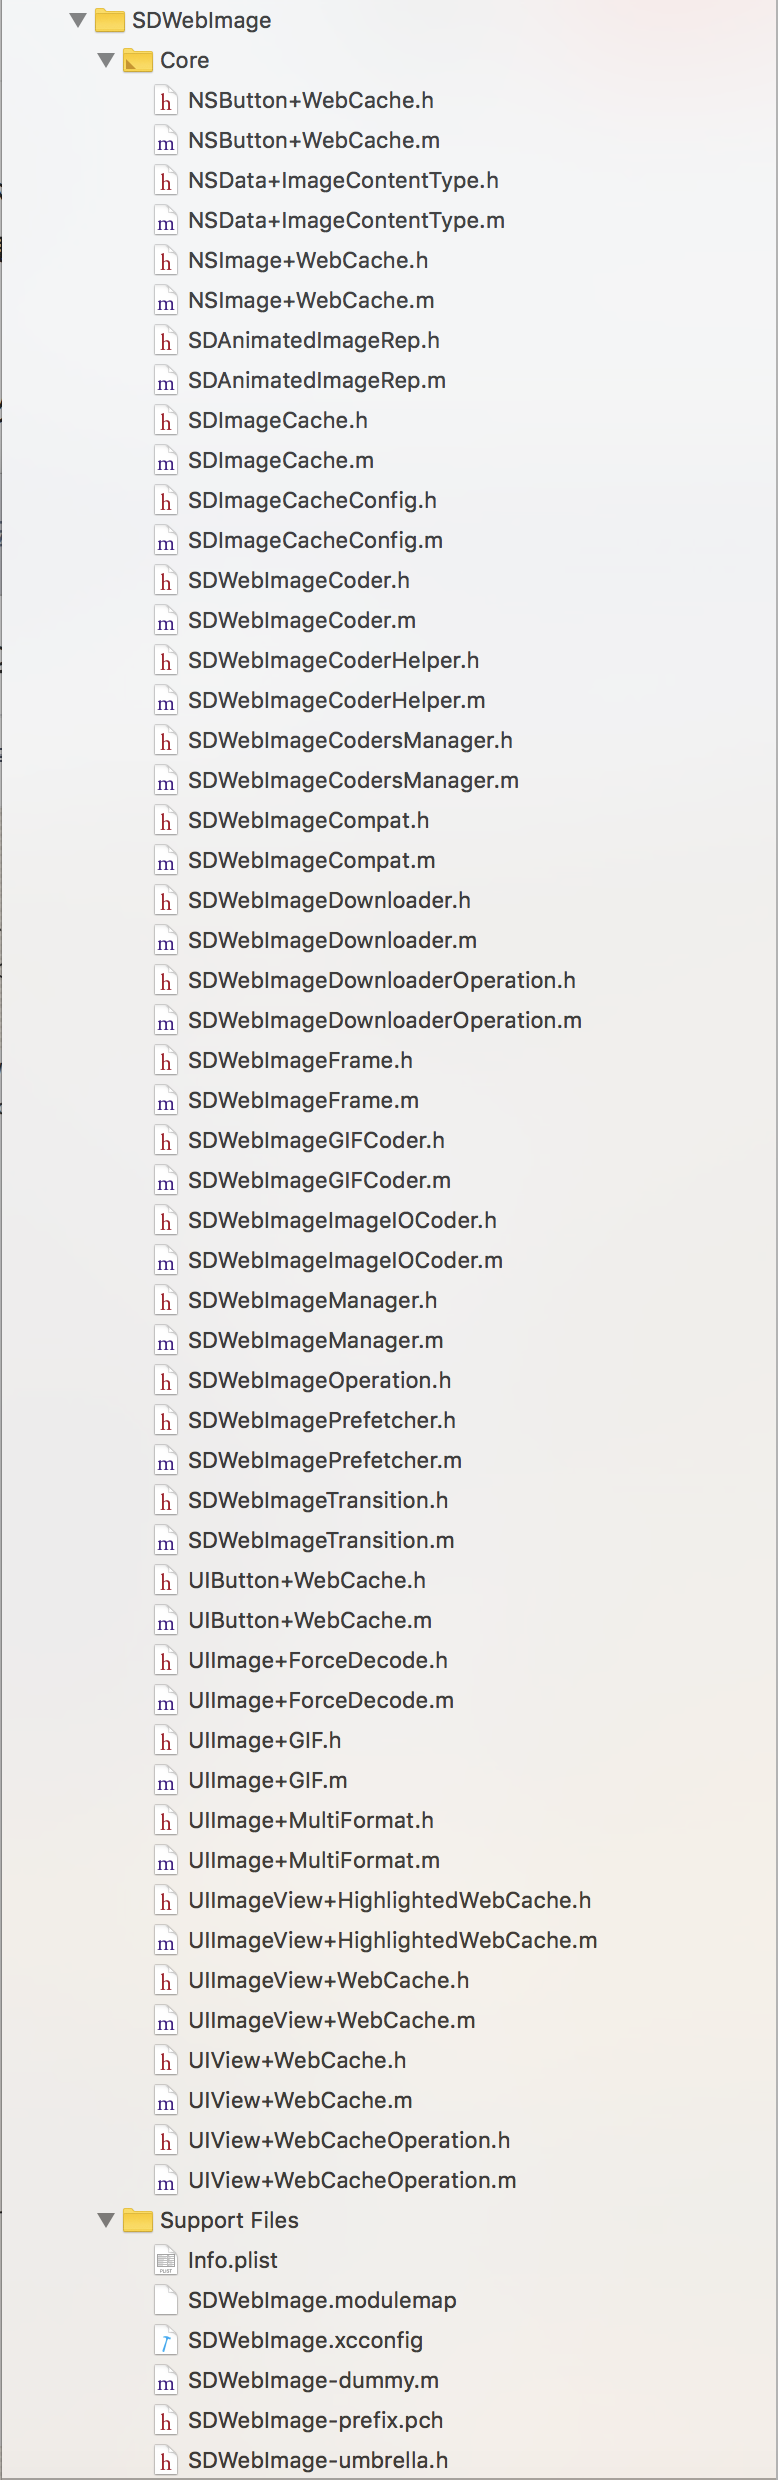 SDWebImage
Core
NSButton+WebCache.h
NSButton+WebCache.m
NSData+ImageContentType.h
NSData+ImageContentType.m
NSImage+WebCache.h
NSImage+WebCache.m
SDAnimatedImageRep.h
SDAnimatedImageRep.m
SDImageCache.h
SDImageCache.m
SDImageCacheConfig.h
SDImageCacheConfig.m
SDWebImageCoder.h
SDWebImageCoder.m
SDWebImageCoderHelper.h
SDWebImageCoderHelper.m
SDWebImageCodersManager.h
SDWebImageCodersManager.m
SDWebImageCompat.h
SDWebImageCompat.m
SDWebImageDownloader.h
SDWebImageDownloader.m
SDWebImageDownloaderOperation.h
SDWebImageDownloaderOperation.m
SDWebImageFrame.h
SDWebImageFrame.m
SDWebImageGIFCoder.h
SDWebImageGIFCoder.m
SDWebImageImageIOCoder.h
SDWebImageImageIOCoder.m
SDWebImageManager.h
SDWebImageManager.m
SDWebImageOperation.h
SDWebImagePrefetcher.h
SDWebImagePrefetcher.m
SDWebImageTransition.h
SDWebImageTransition.m
UIButton+WebCache.h
UIButton+WebCache.m
UIImage+ForceDecode.h
UIImage+ForceDecode.m
UIImage+GIF.h
UIImage+GIF.m
UIImage+MultiFormat.h
UIImage+MultiFormat.m
UIImageView+HighlightedWebCache.h
UIImageView+HighlightedWebCache.m
UIImageView+WebCache.h
UIImageView+WebCache.m
UIView+WebCache.h
UIView+WebCache.m
UIView+WebCacheOperation.h
UIView+WebCacheOperation.m
Support Files
Info.plist
SDWebImage.modulemap
SDWebImage.xcconfig
SDWebImage-dummy.m
SDWebImage-prefix.pch
SDWebImage-umbrella.h